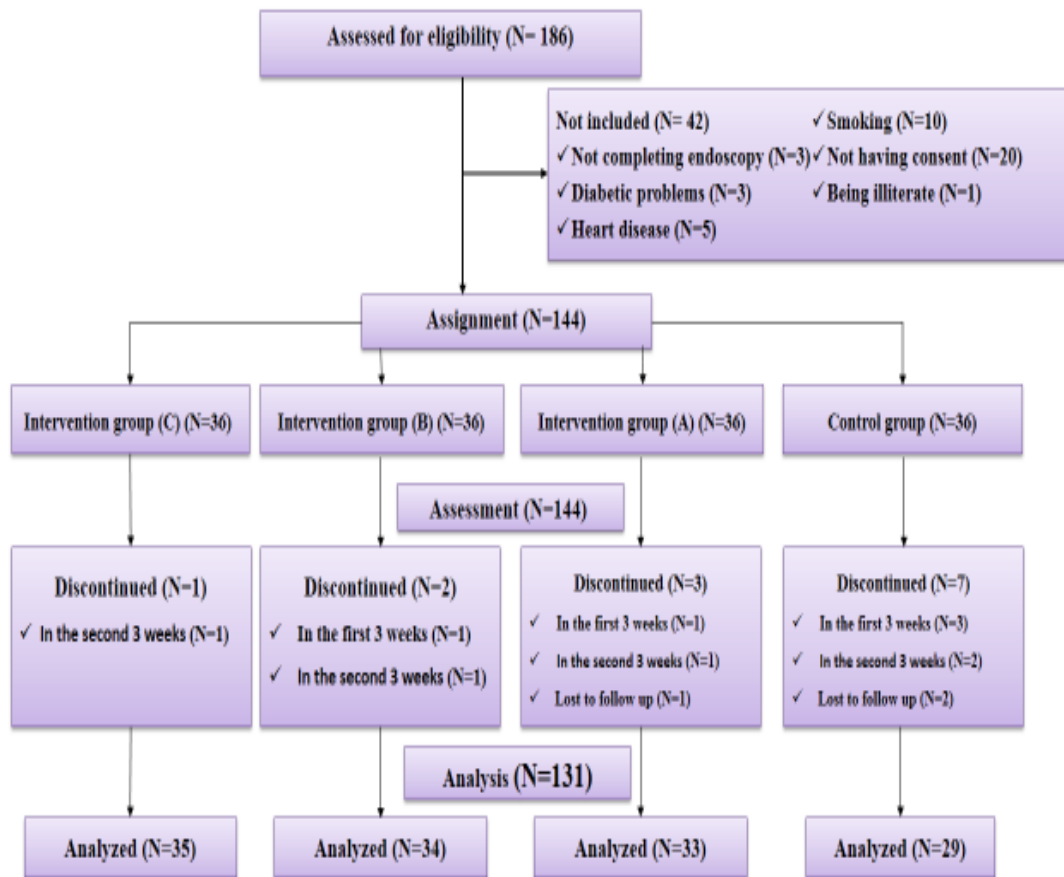 Assessed for eligibility (N= 186)
Not included (N= 42)
✓Smoking (N=10)
✓Not completing endoscopy (N=3)
✓Not having consent (N=20)
✓Diabetic problems (N=3)
✓Being illiterate (N=1)
✓Heart disease (N=5)
Assignment (N=144)
Intervention group (C) (N=36)
Intervention group (B) (N=36)
Intervention group (A) (N=36)
Control group (N=36)
Assessment (N=144)
Discontinued (N=1)
✓ In the second 3 weeks (N=1)
Discontinued (N=2)
✓ In the first 3 weeks (N=1)
✓ In the second 3 weeks (N=1)
Discontinued (N=3)
✓ In the first 3 weeks (N=1)
✓ In the second 3 weeks (N=1)
✓ Lost to follow up (N=1)
Discontinued (N=7)
✓ In the first 3 weeks (N=3)
✓ In the second 3 weeks (N=2)
✓ Lost to follow up (N=2)
Analysis (N=131)
Analyzed (N=35)
Analyzed (N=34)
Analyzed (N=33)
Analyzed (N=29)